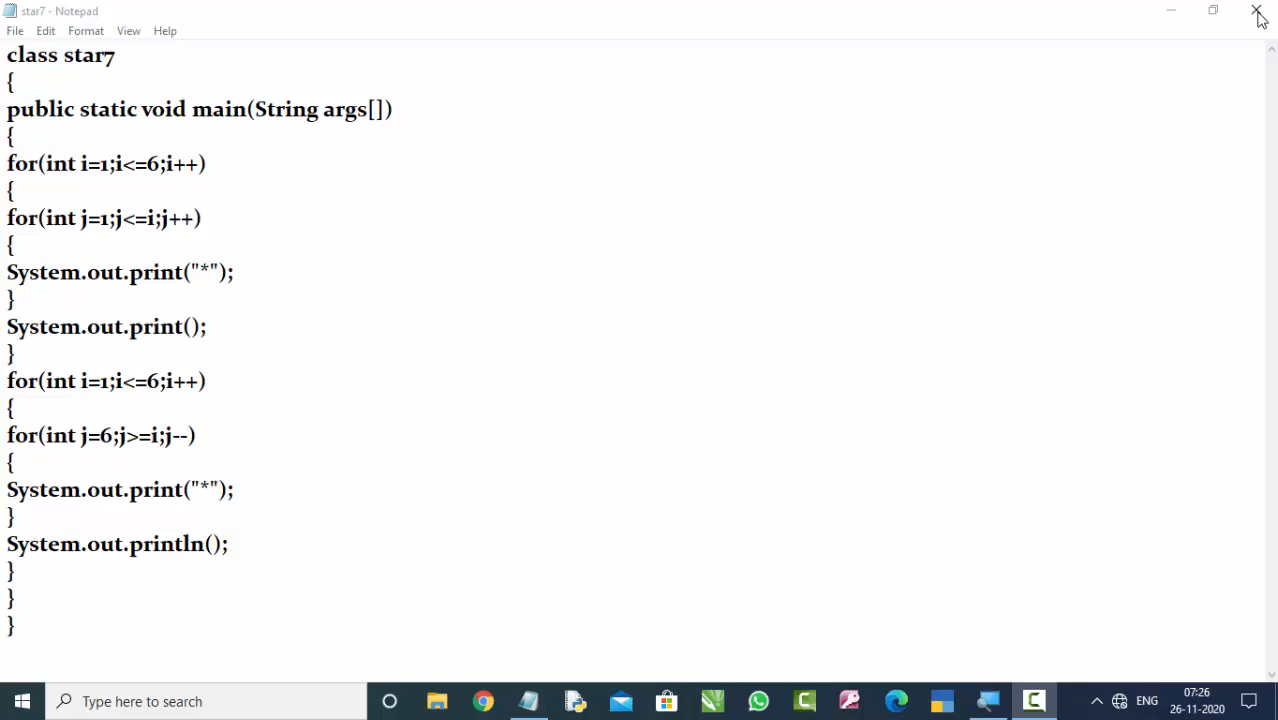 star7 - Notepad
File Edit Format View Help
class star7
{
public static void main(String args[])
{
for(int i=1;i<=6;i++)
{
for(int j=1;j<=i;j++)
{
System.out.print("*");
}
System.out.print();
}
for(int i=1;i<=6;i++)
{
for(int j=6;j>=i;j--)
{
System.out.print("*");
}
System.out.println();
}
}
}
Type here to search
ENG
07:26
26-11-2020